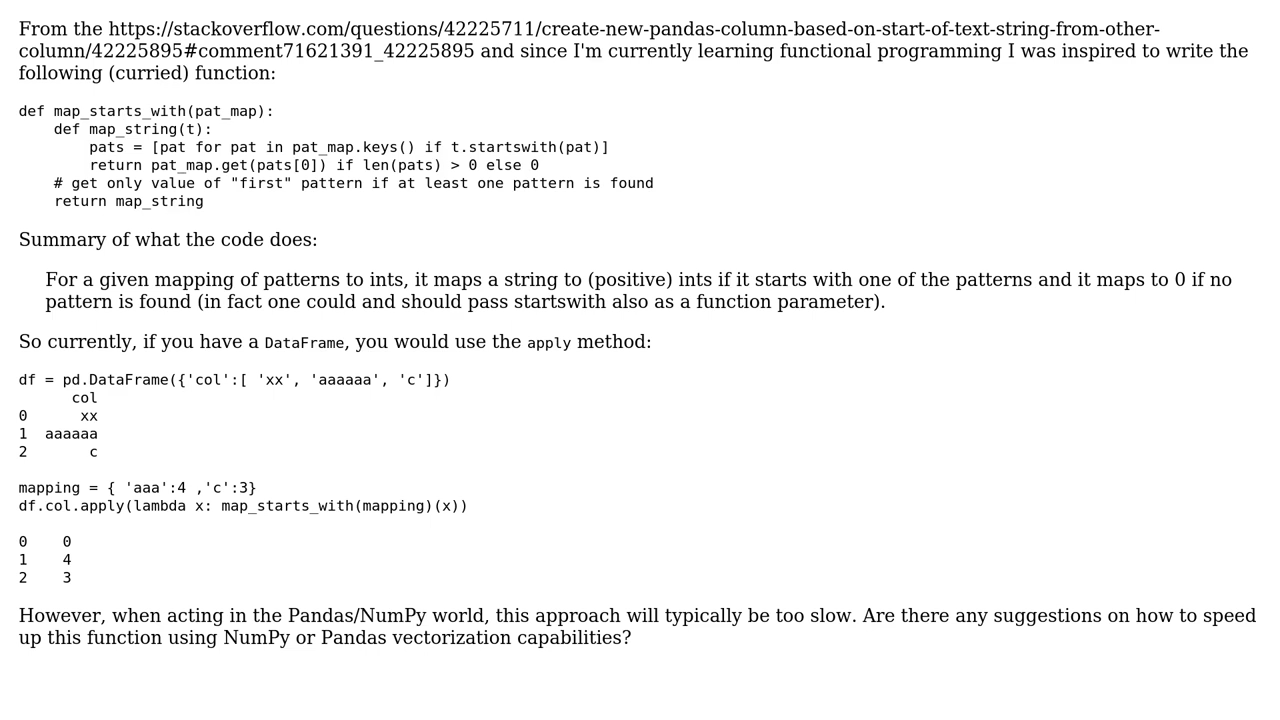 From the https://stackoverflow.com/questions/42225711/create-new-pandas-column-based-on-start-of-text-string-from-other-
column/42225895#comment71621391_42225895 and since I'm currently learning functional programming I was inspired to write the
following (curried) function:
def map_starts_with(pat_map):
    def map_string(t):
        pats = [pat for pat in pat_map.keys() if t.startswith(pat)]
        return pat_map.get(pats[0]) if len(pats) > 0 else 0
    # get only value of "first" pattern if at least one pattern is found
    return map_string
Summary of what the code does:
For a given mapping of patterns to ints, it maps a string to (positive) ints if it starts with one of the patterns and it maps to 0 if no
pattern is found (in fact one could and should pass startswith also as a function parameter).
So currently, if you have a DataFrame, you would use the apply method:
df = pd.DataFrame({'col':[ 'xx', 'aaaaaa', 'c']})
      col
0      xx
1  aaaaaa
2       c
mapping = { 'aaa':4 ,'c':3}
df.col.apply(lambda x: map_starts_with(mapping)(x))
0    0
1    4
2    3
However, when acting in the Pandas/NumPy world, this approach will typically be too slow. Are there any suggestions on how to speed
up this function using NumPy or Pandas vectorization capabilities?